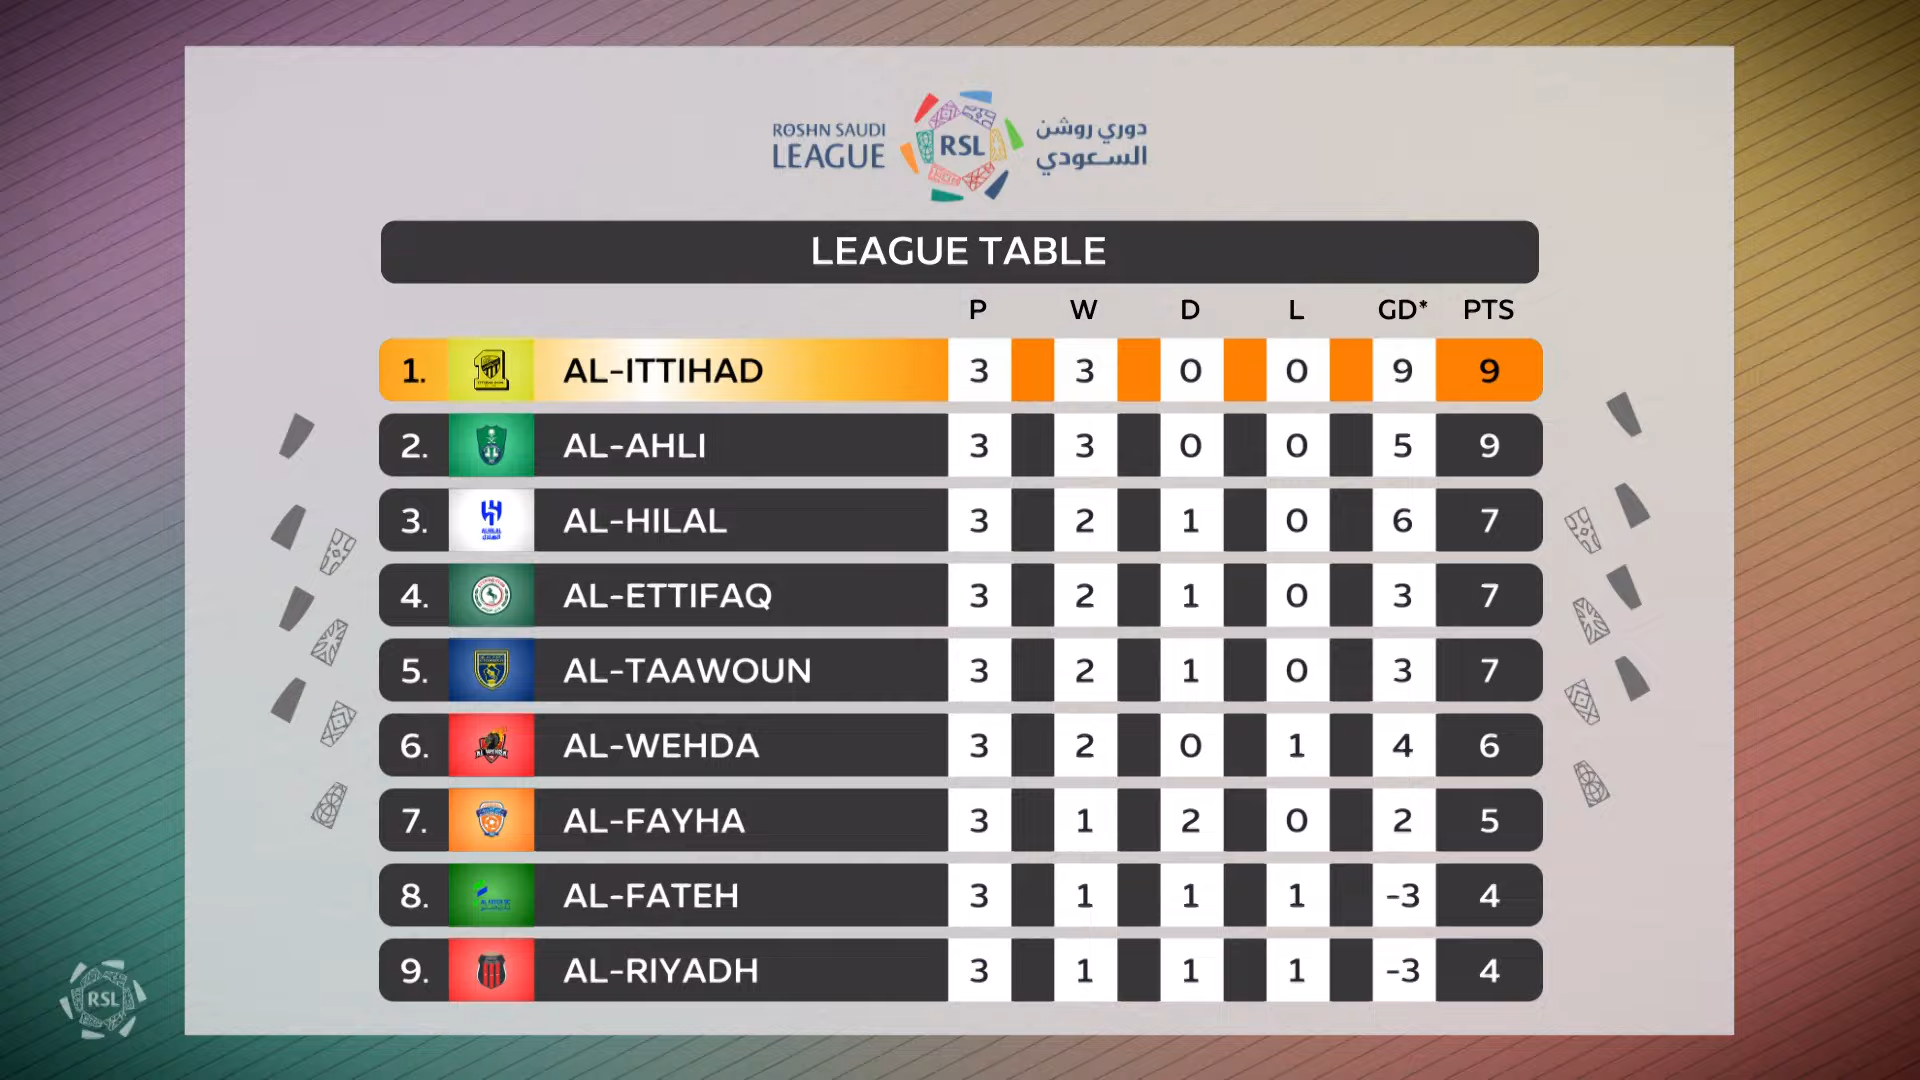 ROSHN SAUDI
LEAGUE
RSL
دوري روشن
السعودي
LEAGUE TABLE
P W D L GD* PTS
1. AL-ITTIHAD 3 3 0 0 9 9
2. AL-AHLI 3 3 0 0 5 9
3. AL-HILAL 3 2 1 0 6 7
4. AL-ETTIFAQ 3 2 1 0 3 7
5. AL-TAAWOUN 3 2 1 0 3 7
6. AL-WEHDA 3 2 0 1 4 6
7. AL-FAYHA 3 1 2 0 2 5
8. AL-FATEH 3 1 1 1 -3 4
9. AL-RIYADH 3 1 1 1 -3 4
RSL